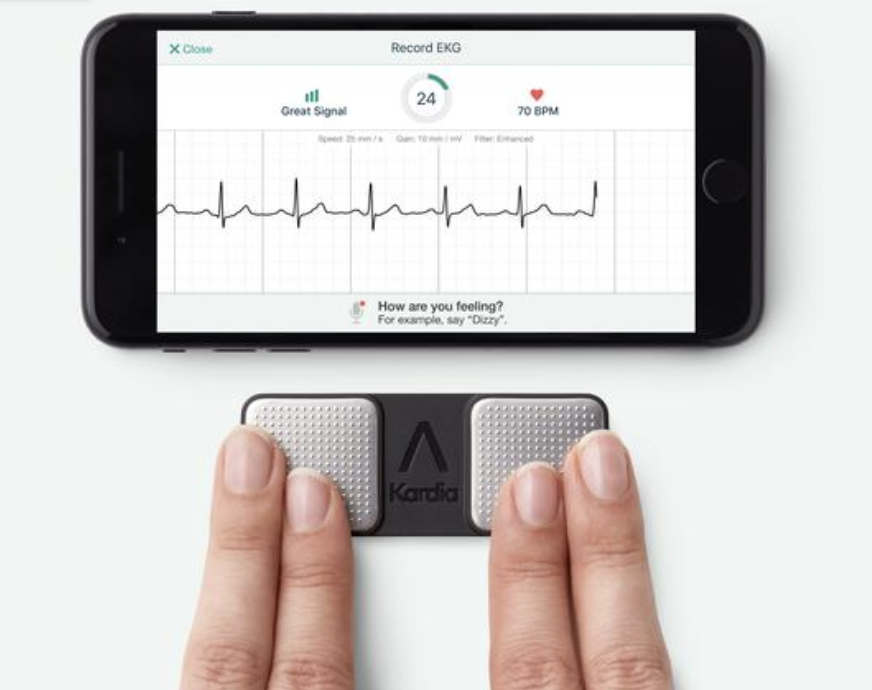 X Close
Record EKG
24
Great Signal
70 BPM
Speed: 25 mm / s Gain: 10 mm / mV Filter: Enhanced
How are you feeling?
For example, say "Dizzy".
Kardia